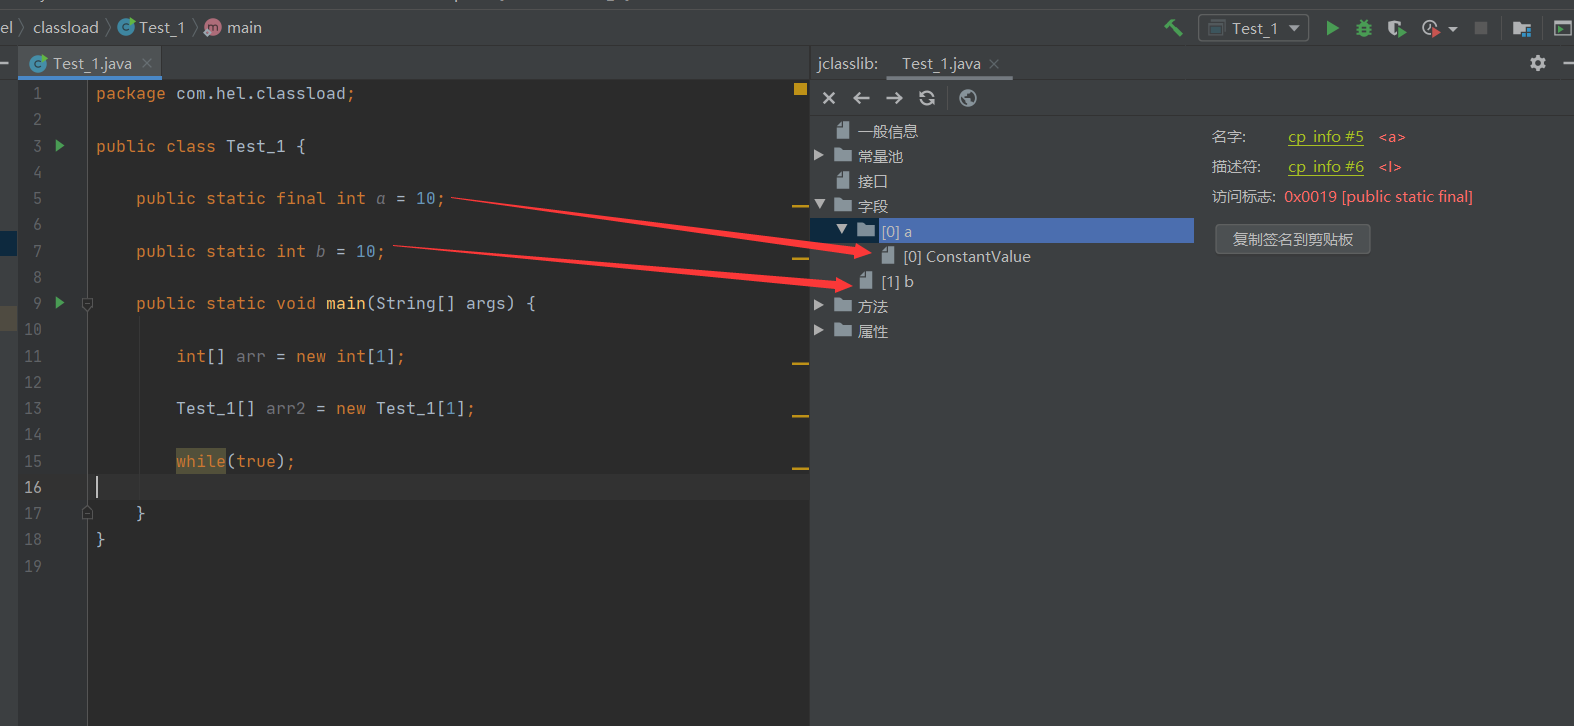 el classload Test_1 main
Test_1
Test_1.java
jclasslib: Test_1.java
1 package com.hel.classload;
2
3 public class Test_1 {
4
5 public static final int a = 10;
6
7 public static int b = 10;
8
9 public static void main(String[] args) {
10
11 int[] arr = new int[1];
12
13 Test_1[] arr2 = new Test_1[1];
14
15 while(true);
16
17 }
18 }
19
一般信息
常量池
接口
字段
[0] a
[0] ConstantValue
[1] b
方法
属性
名字: cp_info #5 <a>
描述符: cp_info #6 <I>
访问标志: 0x0019 [public static final]
复制签名到剪贴板